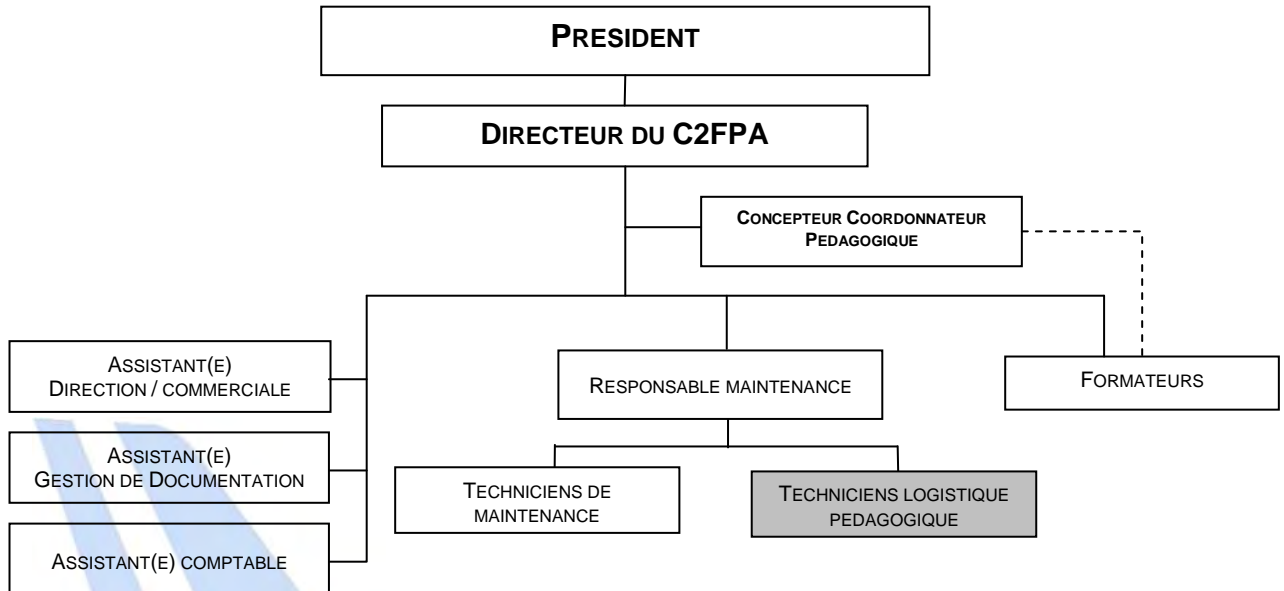 PRESIDENT
DIRECTEUR DU C2FPA
CONCEPTEUR COORDONNATEUR
PEDAGOGIQUE
ASSISTANT(E)
DIRECTION / COMMERCIALE
RESPONSABLE MAINTENANCE
FORMATEURS
ASSISTANT(E)
GESTION DE DOCUMENTATION
TECHNICIENS DE
MAINTENANCE
TECHNICIENS LOGISTIQUE
PEDAGOGIQUE
ASSISTANT(E) COMPTABLE